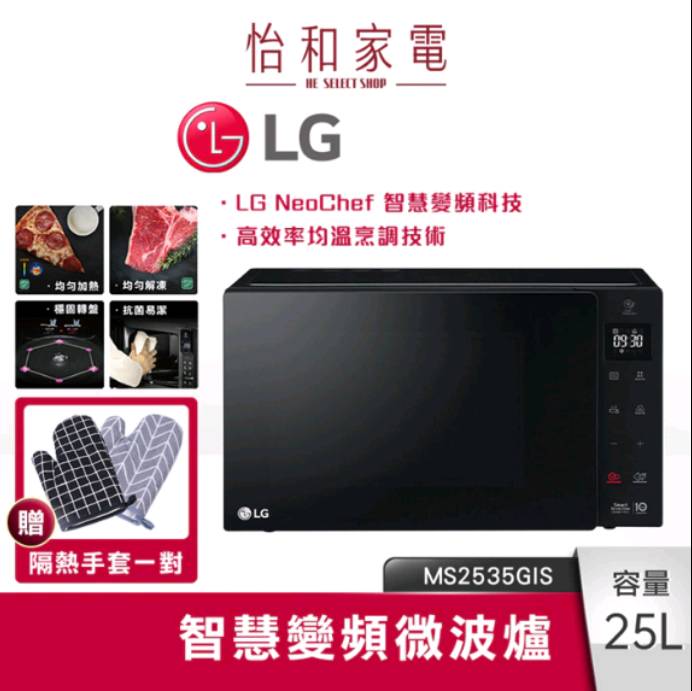 怡和家電
HE SELECT SHOP
LG
・LG NeoChef 智慧變頻科技
・高效率均溫烹調技術
・均勻加熱
・均勻解凍
・穩固轉盤
・抗菌易潔
09:30
LG
贈
隔熱手套一對
MS2535GIS
容量
25L
智慧變頻微波爐